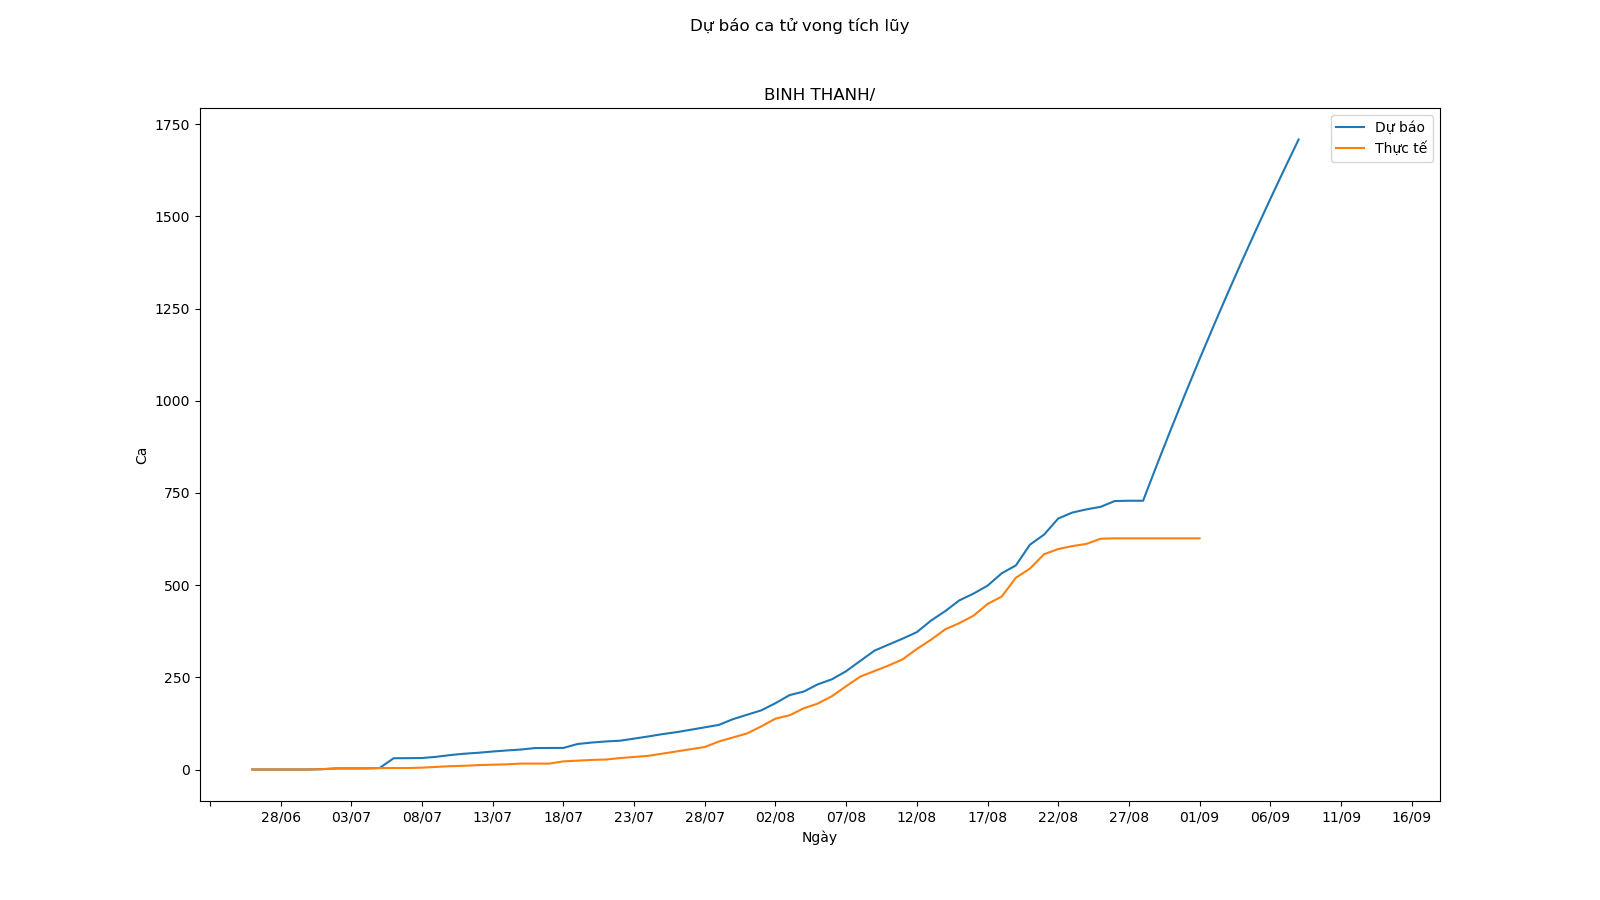 Dự báo ca tử vong tích lũy
BINH THANH/
Dự báo
Thực tế
1750
1500
1250
1000
750
500
250
0
Ca
28/06 03/07 08/07 13/07 18/07 23/07 28/07 02/08 07/08 12/08 17/08 22/08 27/08 01/09 06/09 11/09 16/09
Ngày